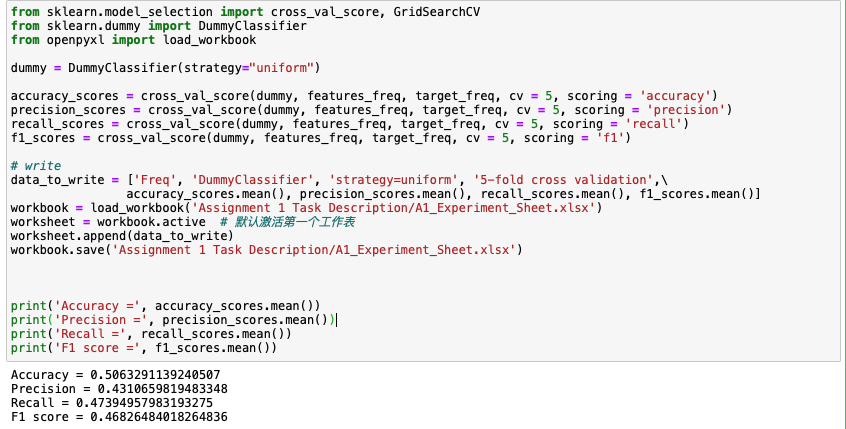 from sklearn.model_selection import cross_val_score, GridSearchCV
from sklearn.dummy import DummyClassifier
from openpyxl import load_workbook
dummy = DummyClassifier(strategy="uniform")
accuracy_scores = cross_val_score(dummy, features_freq, target_freq, cv = 5, scoring = 'accuracy')
precision_scores = cross_val_score(dummy, features_freq, target_freq, cv = 5, scoring = 'precision')
recall_scores = cross_val_score(dummy, features_freq, target_freq, cv = 5, scoring = 'recall')
f1_scores = cross_val_score(dummy, features_freq, target_freq, cv = 5, scoring = 'f1')
# write
data_to_write = ['Freq', 'DummyClassifier', 'strategy=uniform', '5-fold cross validation',\
accuracy_scores.mean(), precision_scores.mean(), recall_scores.mean(), f1_scores.mean()]
workbook = load_workbook('Assignment 1 Task Description/A1_Experiment_Sheet.xlsx')
worksheet = workbook.active  # 默认激活第一个工作表
worksheet.append(data_to_write)
workbook.save('Assignment 1 Task Description/A1_Experiment_Sheet.xlsx')
print('Accuracy =', accuracy_scores.mean())
print('Precision =', precision_scores.mean())
print('Recall =', recall_scores.mean())
print('F1 score =', f1_scores.mean())
Accuracy = 0.5063291139240507
Precision = 0.4310659819483348
Recall = 0.47394957983193275
F1 score = 0.46826484018264836